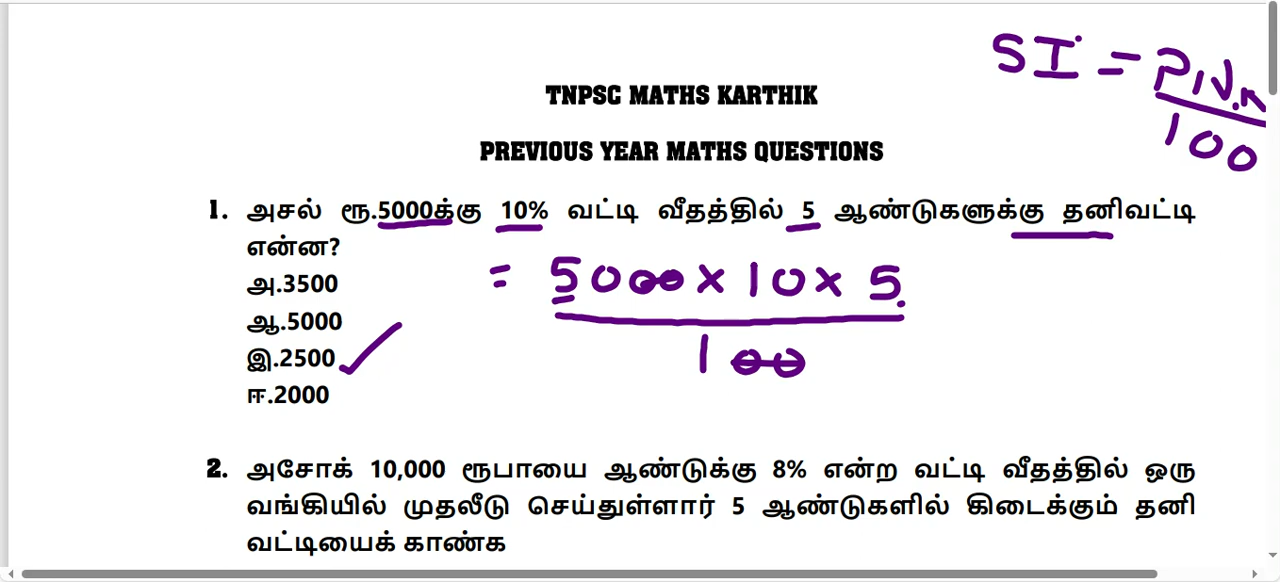 SI = P.N.R
100
TNPSC MATHS KARTHIK
PREVIOUS YEAR MATHS QUESTIONS
1. அசல் ரூ.5000க்கு 10% வட்டி வீதத்தில் 5 ஆண்டுகளுக்கு தனிவட்டி
என்ன?
= 5000 x 10 x 5
100
அ.3500
ஆ.5000
இ.2500
ஈ.2000
2. அசோக் 10,000 ரூபாயை ஆண்டுக்கு 8% என்ற வட்டி வீதத்தில் ஒரு
வங்கியில் முதலீடு செய்துள்ளார் 5 ஆண்டுகளில் கிடைக்கும் தனி
வட்டியைக் காண்க